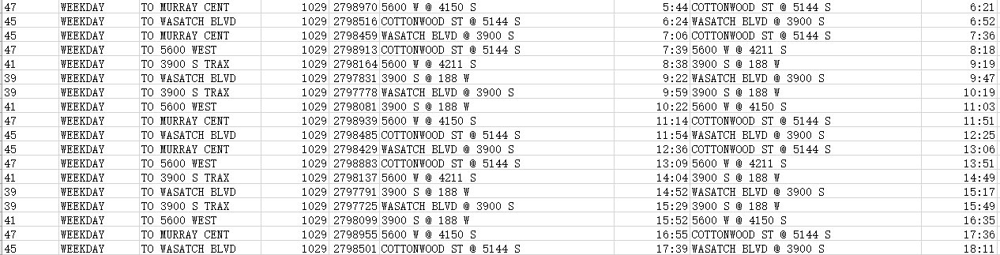 47 WEEKDAY TO MURRAY CENT 1029 2798970 5600 W @ 4150 S 5:44 COTTONWOOD ST @ 5144 S 6:21
45 WEEKDAY TO WASATCH BLVD 1029 2798516 COTTONWOOD ST @ 5144 S 6:24 WASATCH BLVD @ 3900 S 6:52
45 WEEKDAY TO MURRAY CENT 1029 2798459 WASATCH BLVD @ 3900 S 7:06 COTTONWOOD ST @ 5144 S 7:36
47 WEEKDAY TO 5600 WEST 1029 2798913 COTTONWOOD ST @ 5144 S 7:39 5600 W @ 4211 S 8:18
41 WEEKDAY TO 3900 S TRAX 1029 2798164 5600 W @ 4211 S 8:38 3900 S @ 188 W 9:19
39 WEEKDAY TO WASATCH BLVD 1029 2797831 3900 S @ 188 W 9:22 WASATCH BLVD @ 3900 S 9:47
39 WEEKDAY TO 3900 S TRAX 1029 2797778 WASATCH BLVD @ 3900 S 9:59 3900 S @ 188 W 10:19
41 WEEKDAY TO 5600 WEST 1029 2798081 3900 S @ 188 W 10:22 5600 W @ 4150 S 11:03
47 WEEKDAY TO MURRAY CENT 1029 2798939 5600 W @ 4150 S 11:14 COTTONWOOD ST @ 5144 S 11:51
45 WEEKDAY TO WASATCH BLVD 1029 2798485 COTTONWOOD ST @ 5144 S 11:54 WASATCH BLVD @ 3900 S 12:25
45 WEEKDAY TO MURRAY CENT 1029 2798429 WASATCH BLVD @ 3900 S 12:36 COTTONWOOD ST @ 5144 S 13:06
47 WEEKDAY TO 5600 WEST 1029 2798883 COTTONWOOD ST @ 5144 S 13:09 5600 W @ 4211 S 13:51
41 WEEKDAY TO 3900 S TRAX 1029 2798137 5600 W @ 4211 S 14:04 3900 S @ 188 W 14:49
39 WEEKDAY TO WASATCH BLVD 1029 2797791 3900 S @ 188 W 14:52 WASATCH BLVD @ 3900 S 15:17
39 WEEKDAY TO 3900 S TRAX 1029 2797725 WASATCH BLVD @ 3900 S 15:29 3900 S @ 188 W 15:49
41 WEEKDAY TO 5600 WEST 1029 2798099 3900 S @ 188 W 15:52 5600 W @ 4150 S 16:35
47 WEEKDAY TO MURRAY CENT 1029 2798955 5600 W @ 4150 S 16:55 COTTONWOOD ST @ 5144 S 17:36
45 WEEKDAY TO WASATCH BLVD 1029 2798501 COTTONWOOD ST @ 5144 S 17:39 WASATCH BLVD @ 3900 S 18:11